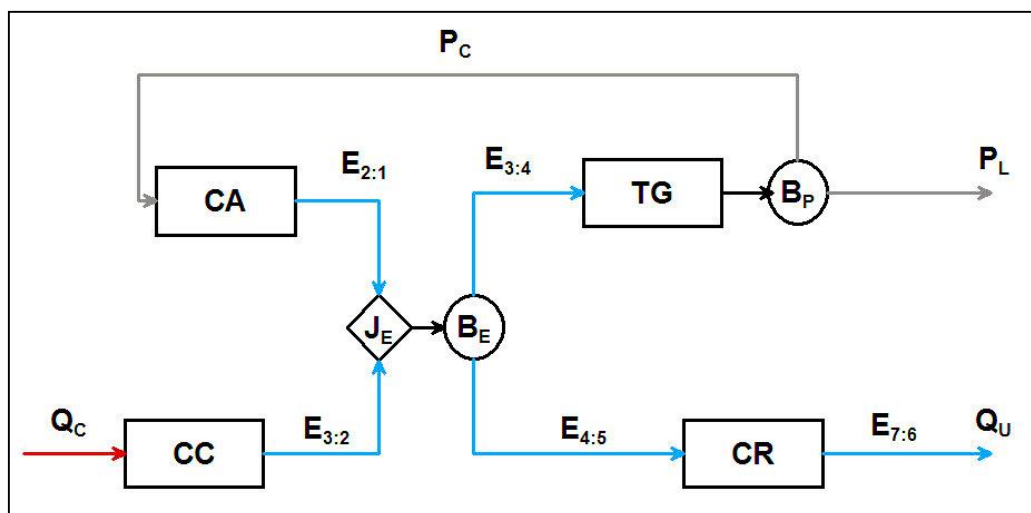 P_C
CA
E_2:1
E_3:4
TG
B_P
P_L
J_E
B_E
Q_C
CC
E_3:2
E_4:5
CR
E_7:6
Q_U